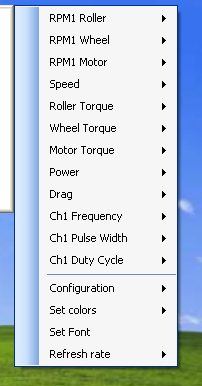 RPM1 Roller
RPM1 Wheel
RPM1 Motor
Speed
Roller Torque
Wheel Torque
Motor Torque
Power
Drag
Ch1 Frequency
Ch1 Pulse Width
Ch1 Duty Cycle
Configuration
Set colors
Set Font
Refresh rate